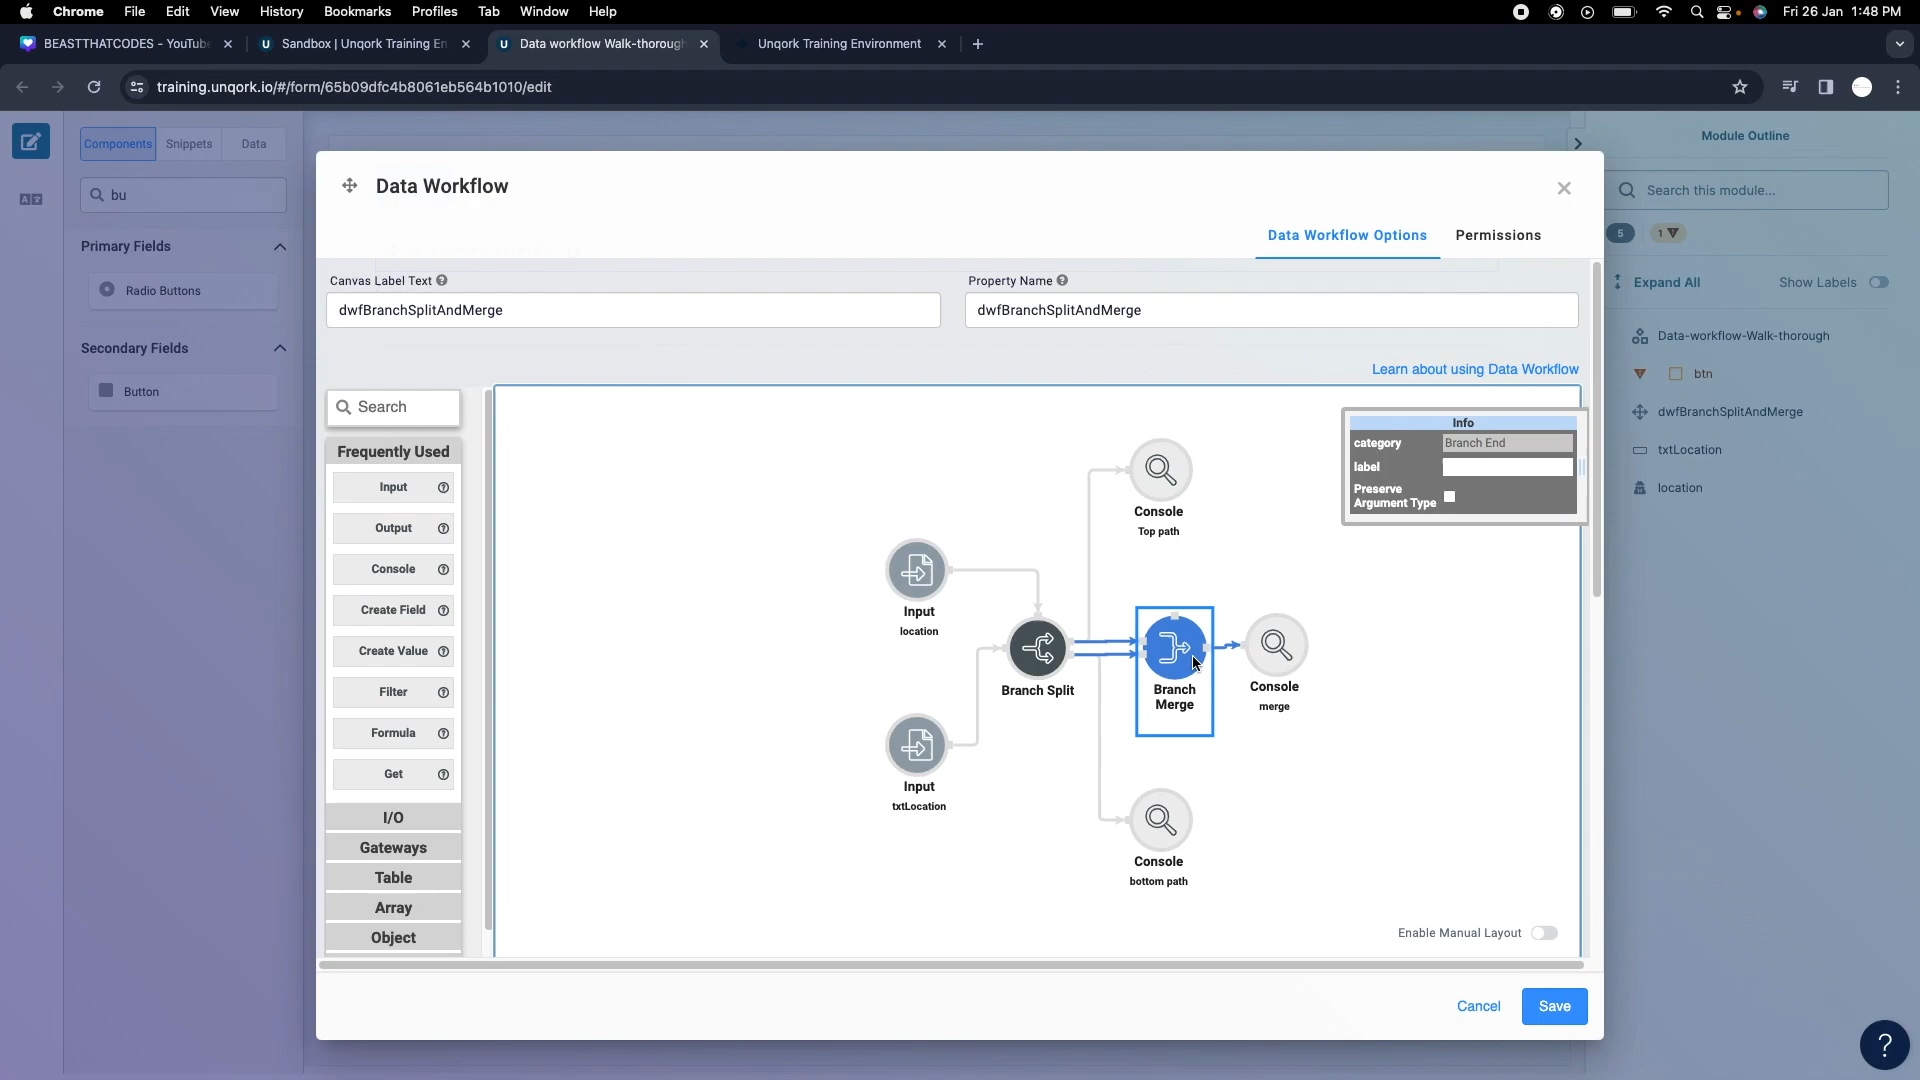 Chrome File Edit View History Bookmarks Profiles Tab Window Help Fri 26 Jan 1:48 PM
BEASTTHATCODES - YouTub Sandbox | Unqork Training En Data workflow Walk-thorough Unqork Training Environment
training.unqork.io/#/form/65b09dfc4b8061eb564b1010/edit
Components Snippets Data
bu
Primary Fields
Radio Buttons
Secondary Fields
Button
Data Workflow
Data Workflow Options Permissions
Canvas Label Text
dwfBranchSplitAndMerge
Property Name
dwfBranchSplitAndMerge
Learn about using Data Workflow
Search
Frequently Used
Input
Output
Console
Create Field
Create Value
Filter
Formula
Get
I/O
Gateways
Table
Array
Object
Console
Top path
Input
location
Branch Split
Branch
Merge
Console
merge
Input
txtLocation
Console
bottom path
Info
category Branch End
label
Preserve
Argument Type
Enable Manual Layout
Cancel Save
Module Outline
Search this module...
5 1
Expand All Show Labels
Data-workflow-Walk-thorough
btn
dwfBranchSplitAndMerge
txtLocation
location
?